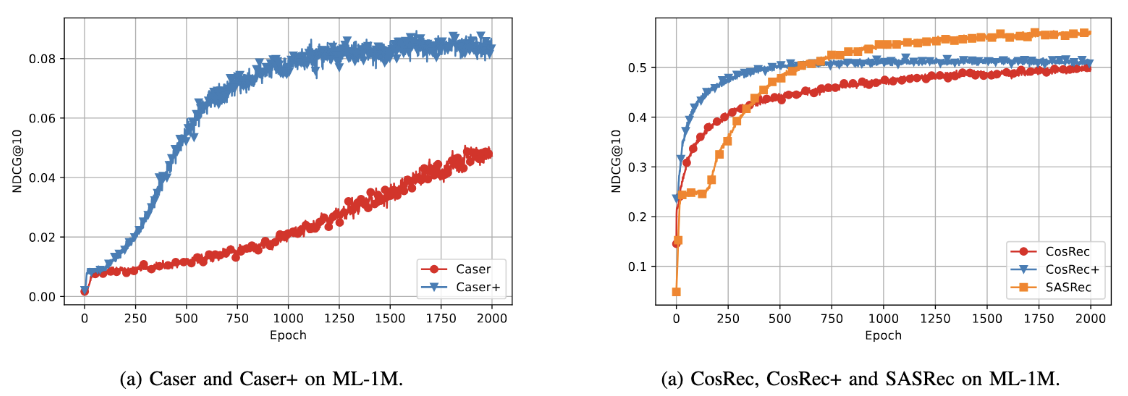 0.08
0.06
0.04
0.02
0.00
NDCG@10
0 250 500 750 1000 1250 1500 1750 2000
Epoch
Caser
Caser+
(a) Caser and Caser+ on ML-1M.
0.5
0.4
0.3
0.2
0.1
NDCG@10
0 250 500 750 1000 1250 1500 1750 2000
Epoch
CosRec
CosRec+
SASRec
(a) CosRec, CosRec+ and SASRec on ML-1M.